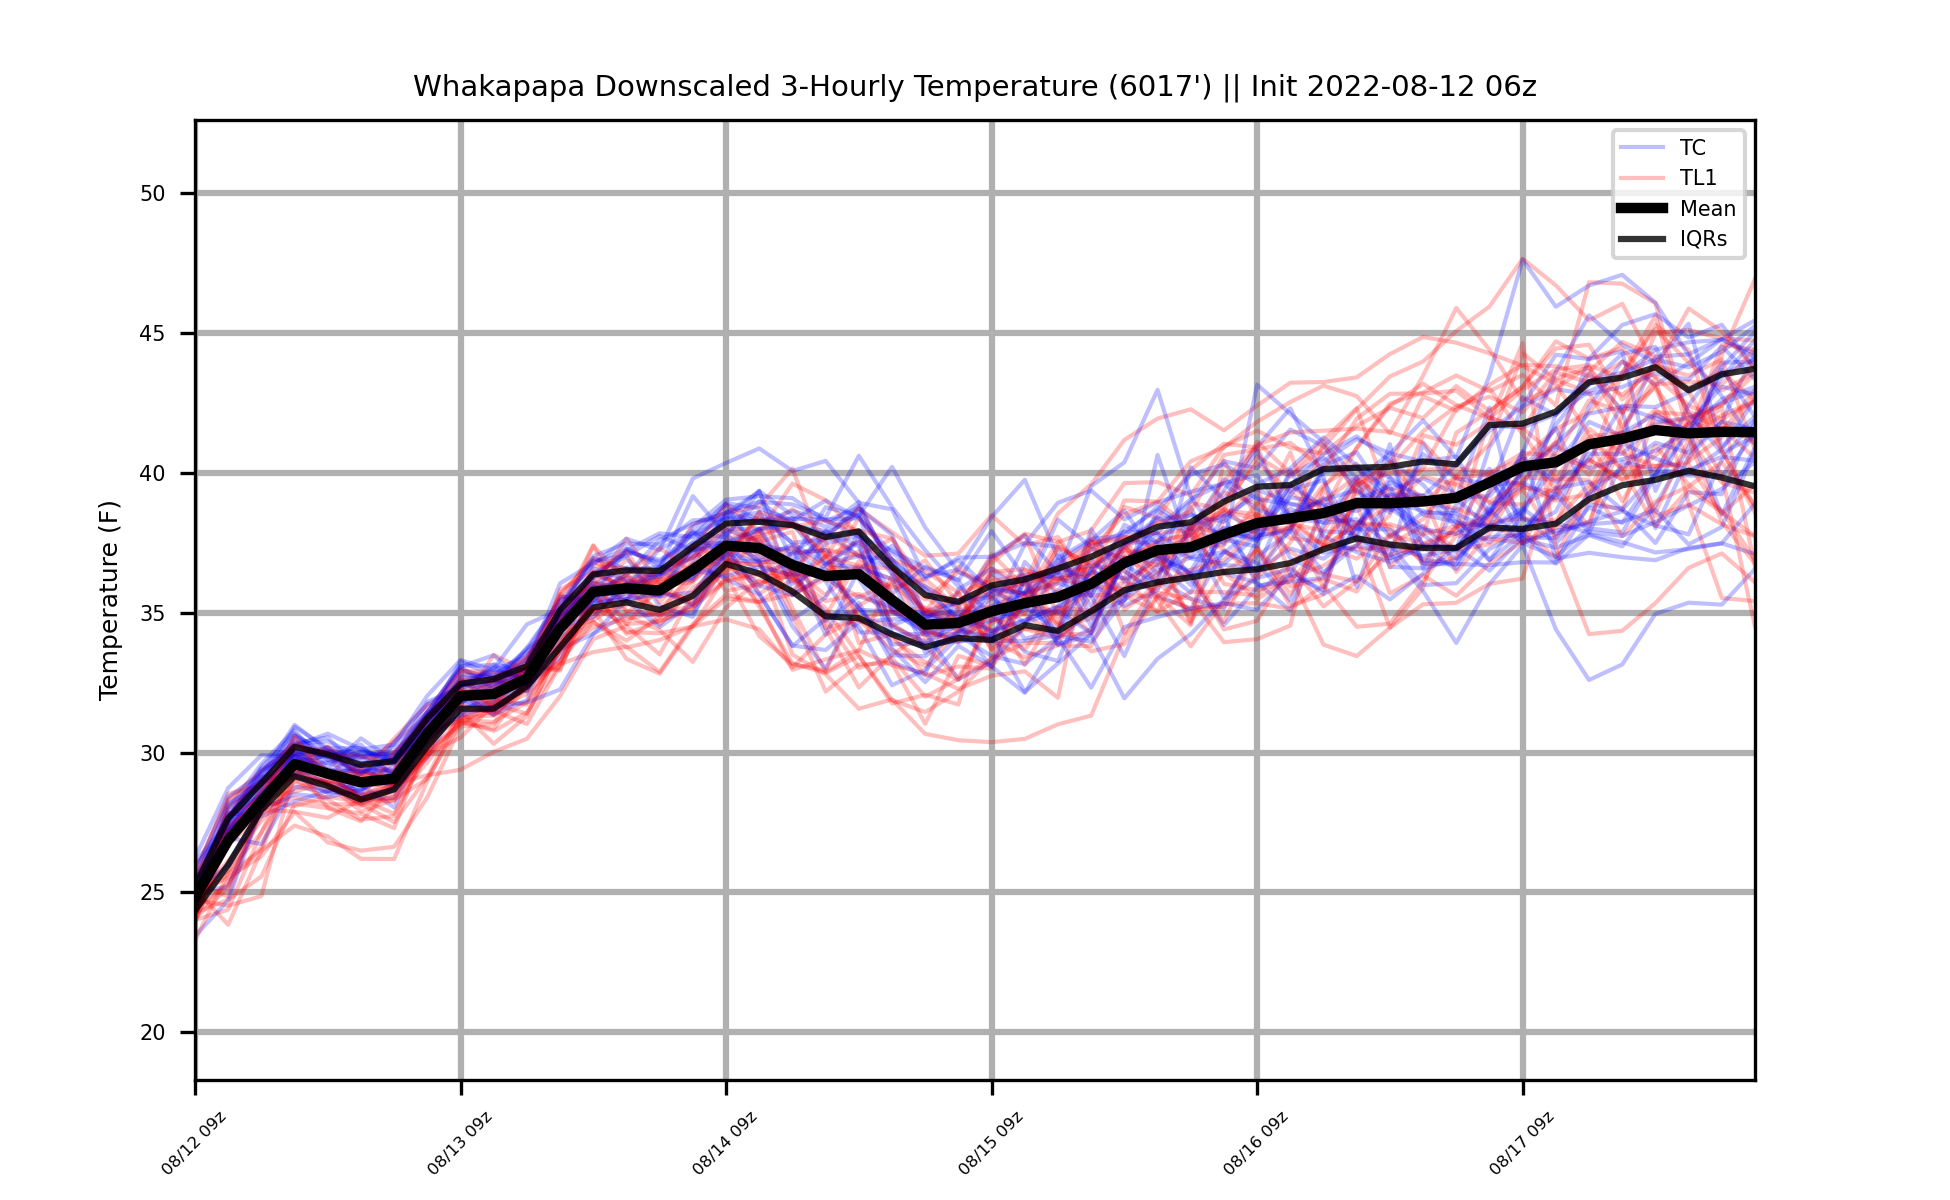 Whakapapa Downscaled 3-Hourly Temperature (6017') || Init 2022-08-12 06z
TC
TL1
Mean
IQRs
Temperature (F)
50
45
40
35
30
25
20
08/12 09z
08/13 09z
08/14 09z
08/15 09z
08/16 09z
08/17 09z